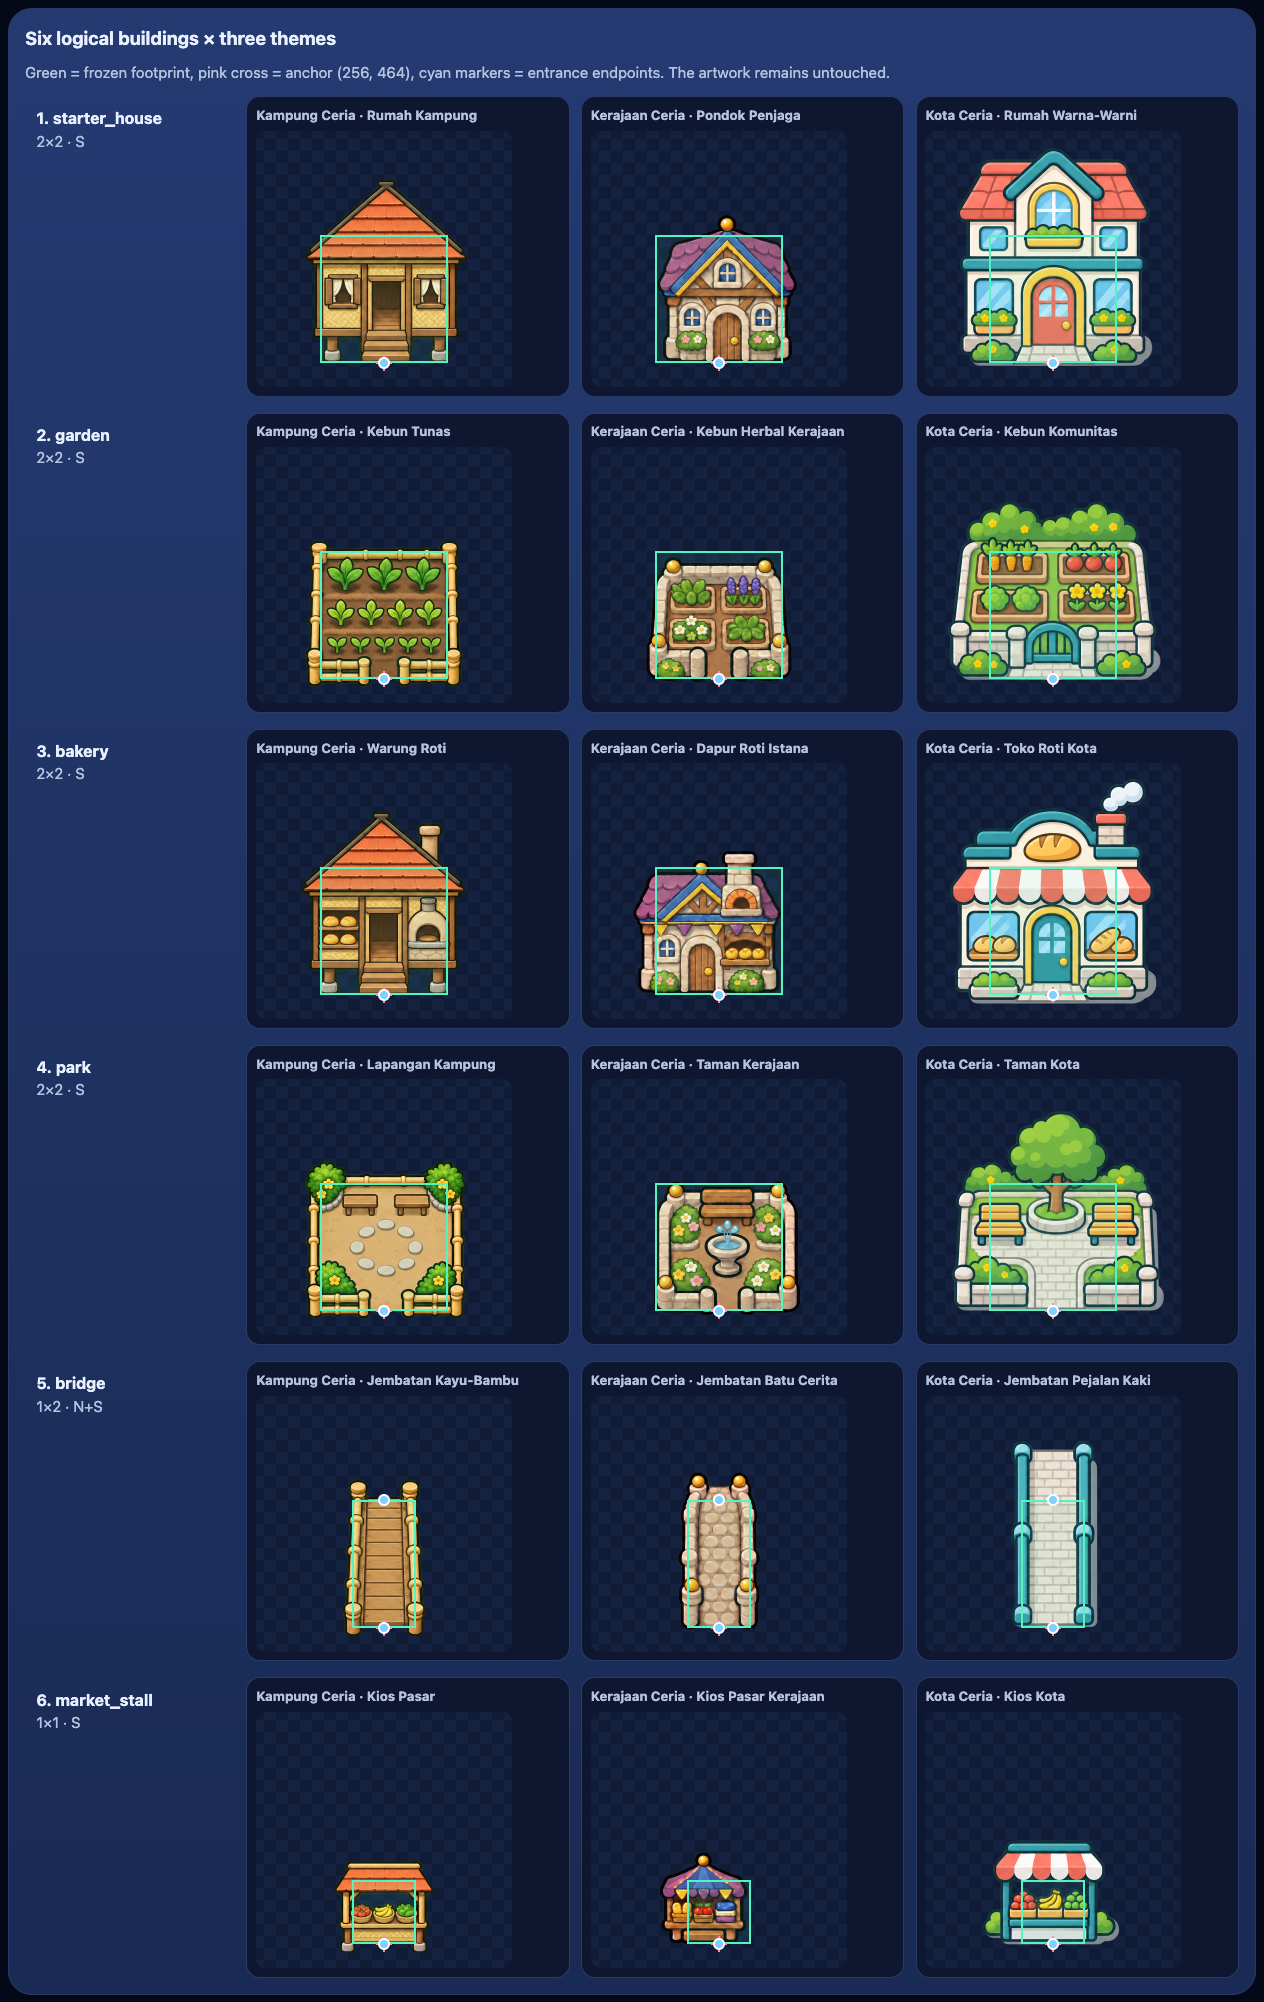 Six logical buildings × three themes
Green = frozen footprint, pink cross = anchor (256, 464), cyan markers = entrance endpoints. The artwork remains untouched.
1. starter_house
2×2 · S
Kampung Ceria · Rumah Kampung
Kerajaan Ceria · Pondok Penjaga
Kota Ceria · Rumah Warna-Warni
2. garden
2×2 · S
Kampung Ceria · Kebun Tunas
Kerajaan Ceria · Kebun Herbal Kerajaan
Kota Ceria · Kebun Komunitas
3. bakery
2×2 · S
Kampung Ceria · Warung Roti
Kerajaan Ceria · Dapur Roti Istana
Kota Ceria · Toko Roti Kota
4. park
2×2 · S
Kampung Ceria · Lapangan Kampung
Kerajaan Ceria · Taman Kerajaan
Kota Ceria · Taman Kota
5. bridge
1×2 · N+S
Kampung Ceria · Jembatan Kayu-Bambu
Kerajaan Ceria · Jembatan Batu Cerita
Kota Ceria · Jembatan Pejalan Kaki
6. market_stall
1×1 · S
Kampung Ceria · Kios Pasar
Kerajaan Ceria · Kios Pasar Kerajaan
Kota Ceria · Kios Kota